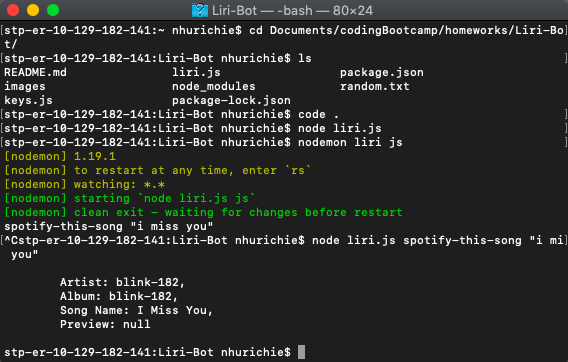 Liri-Bot — -bash — 80×24
[stp-er-10-129-182-141:~ nhurichie$ cd Documents/codingBootcamp/homeworks/Liri-Bo]
t/
[stp-er-10-129-182-141:Liri-Bot nhurichie$ ls ]
README.md liri.js package.json
images node_modules random.txt
keys.js package-lock.json
[stp-er-10-129-182-141:Liri-Bot nhurichie$ code . ]
[stp-er-10-129-182-141:Liri-Bot nhurichie$ node liri.js ]
[stp-er-10-129-182-141:Liri-Bot nhurichie$ nodemon liri js ]
[nodemon] 1.19.1
[nodemon] to restart at any time, enter `rs`
[nodemon] watching: *.*
[nodemon] starting `node liri.js js`
[nodemon] clean exit - waiting for changes before restart
spotify-this-song "i miss you"
[^Cstp-er-10-129-182-141:Liri-Bot nhurichie$ node liri.js spotify-this-song "i mi]
ss you"
Artist: blink-182,
Album: blink-182,
Song Name: I Miss You,
Preview: null
stp-er-10-129-182-141:Liri-Bot nhurichie$